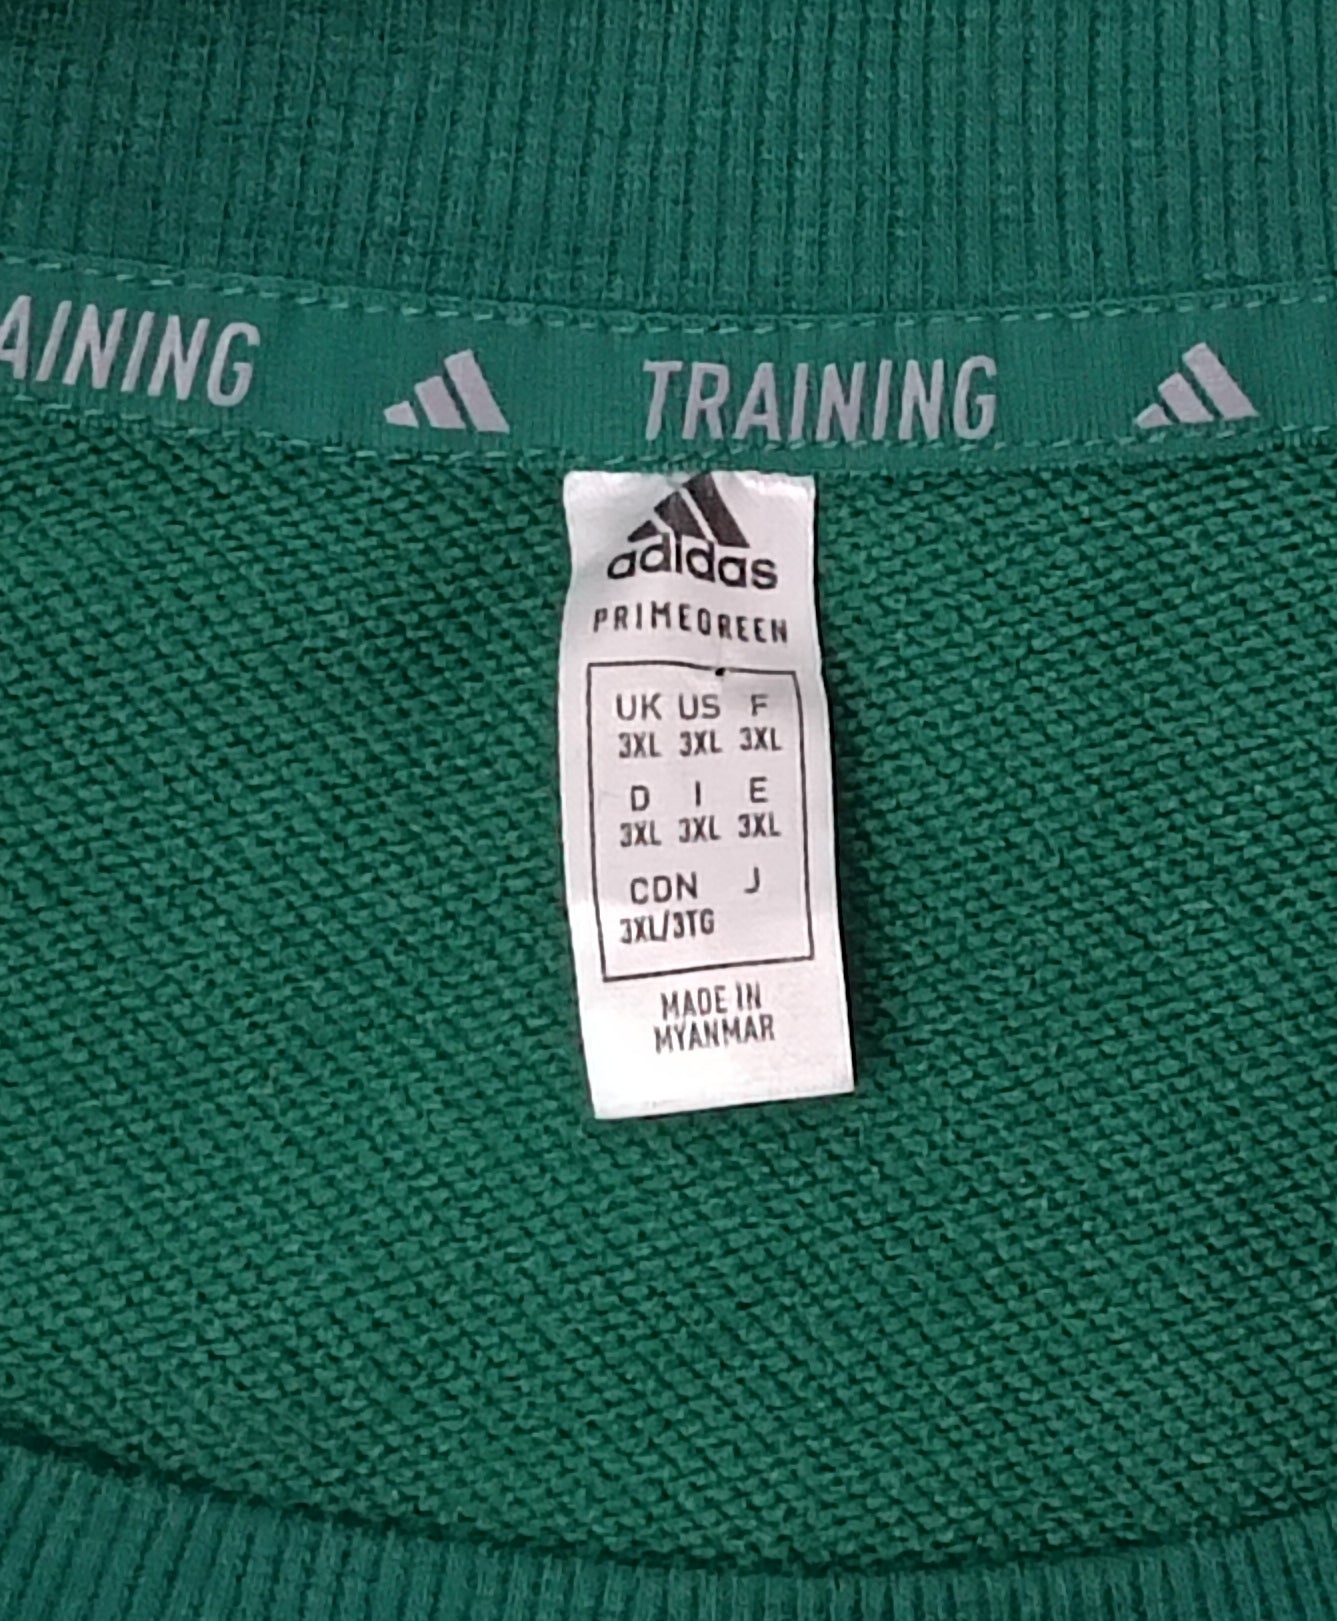 AINING TRAINING
adidas
PRIMEGREEN
UK US F
3XL 3XL 3XL
D I E
3XL 3XL 3XL
CDN J
3XL/3TG
MADE IN
MYANMAR